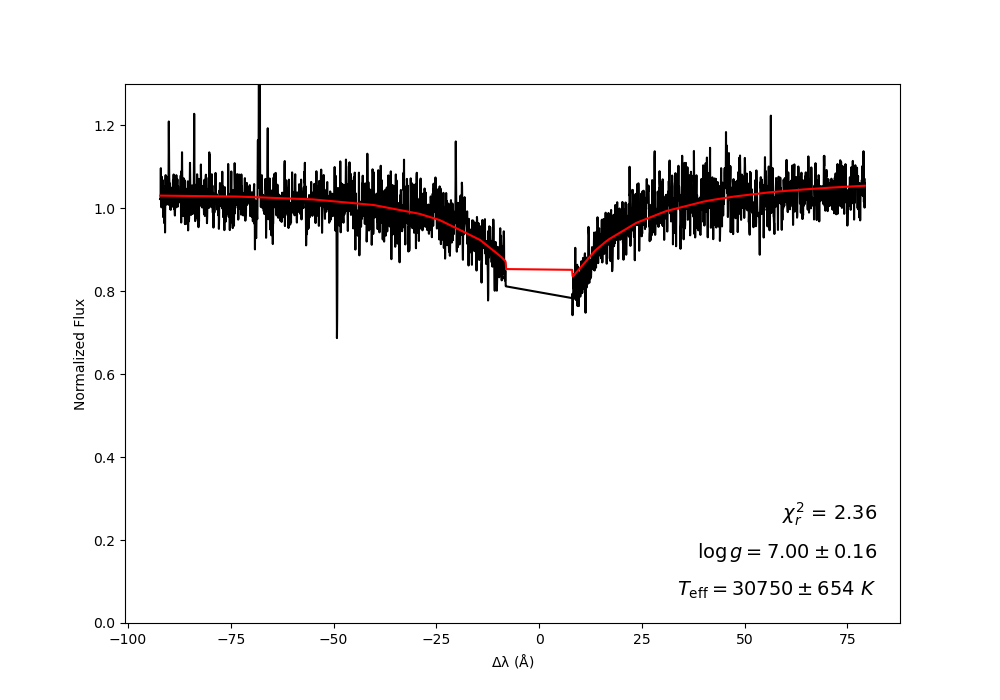 1.2
1.0
0.8
0.6
0.4
0.2
0.0
Normalized Flux
χ²ᵣ = 2.36
log g = 7.00 ± 0.16
T_eff = 30750 ± 654 K
−100 −75 −50 −25 0 25 50 75
Δλ (Å)